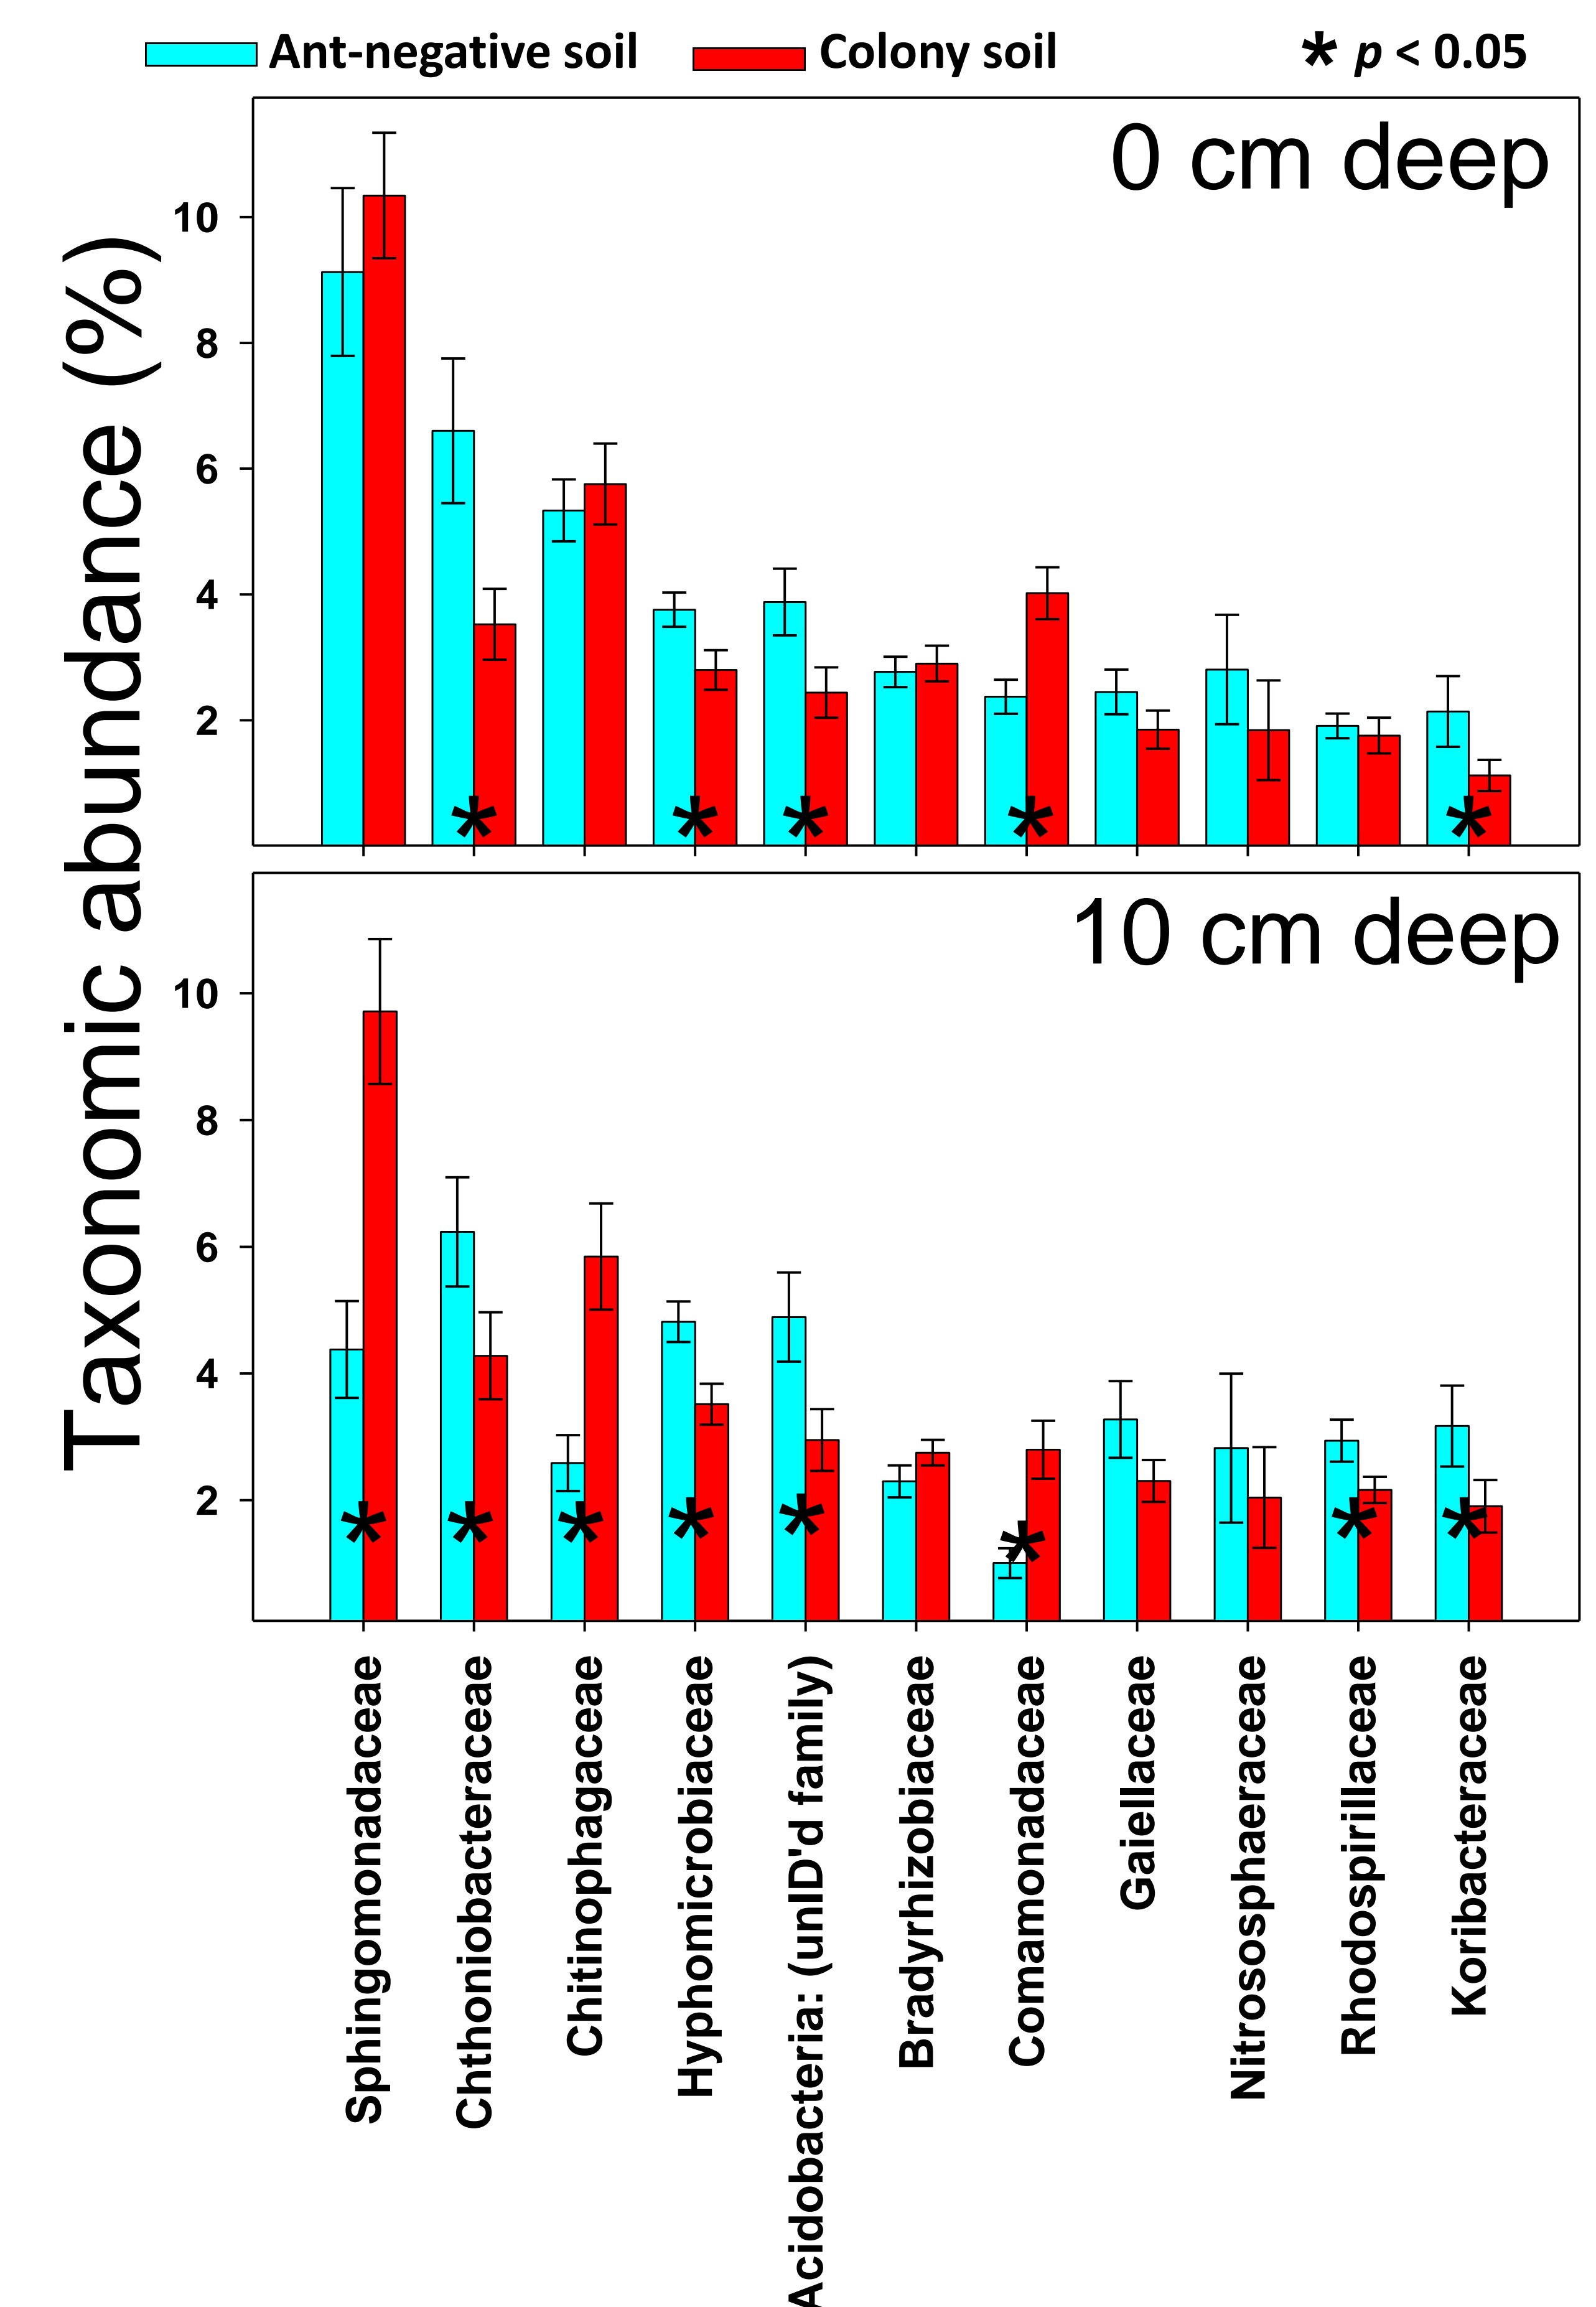 Ant-negative soil Colony soil * p < 0.05
Taxonomic abundance (%)
0 cm deep
10
8
6
4
2
* * * * *
10 cm deep
10
8
6
4
2
* * * * * * * *
Sphingomonadaceae
Chthoniobacteraceae
Chitinophagaceae
Hyphomicrobiaceae
Acidobacteria: (unID'd family)
Bradyrhizobiaceae
Comamonadaceae
Gaiellaceae
Nitrososphaeraceae
Rhodospirillaceae
Koribacteraceae